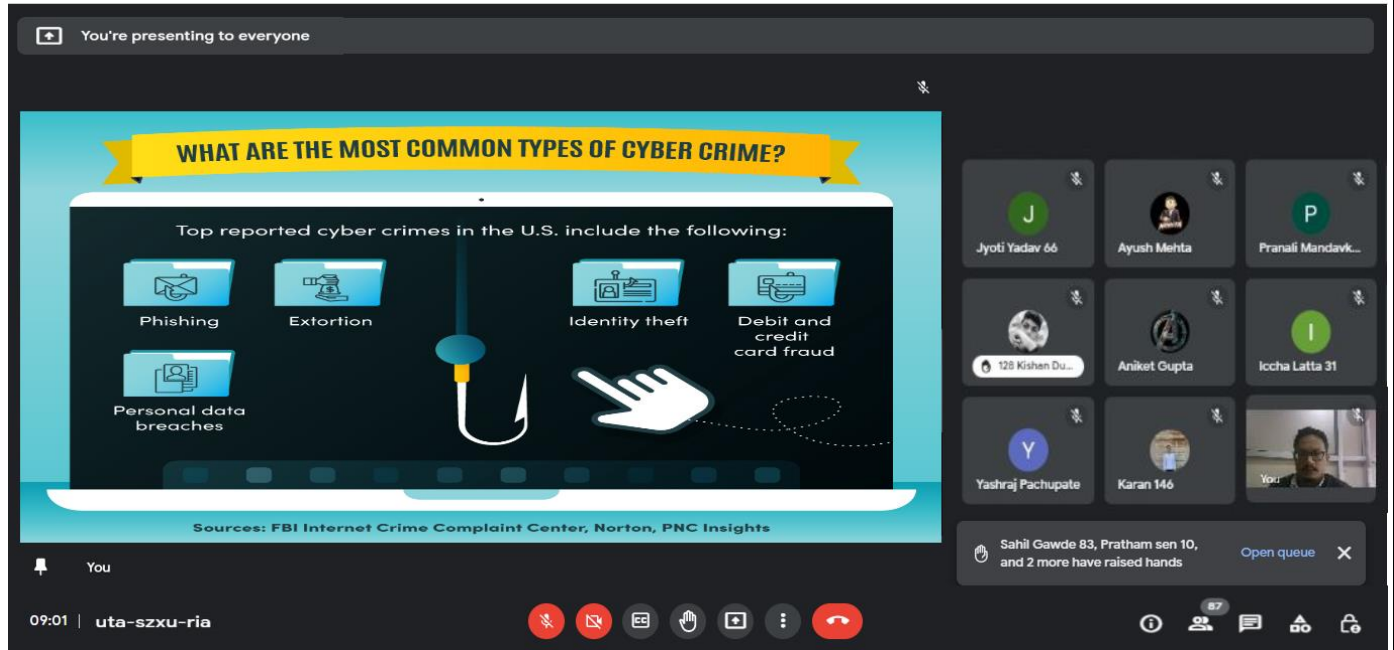 You're presenting to everyone
WHAT ARE THE MOST COMMON TYPES OF CYBER CRIME?
Top reported cyber crimes in the U.S. include the following:
Phishing
Extortion
Identity theft
Debit and
credit
card fraud
Personal data
breaches
Sources: FBI Internet Crime Complaint Center, Norton, PNC Insights
You
J
Jyoti Yadav 66
Ayush Mehta
P
Pranali Mandavk...
128 Kishan Du...
Aniket Gupta
I
Iccha Latta 31
Y
Yashraj Pachupate
Karan 146
You
Sahil Gawde 83, Pratham sen 10,
and 2 more have raised hands
Open queue
09:01 | uta-szxu-ria
CC
87